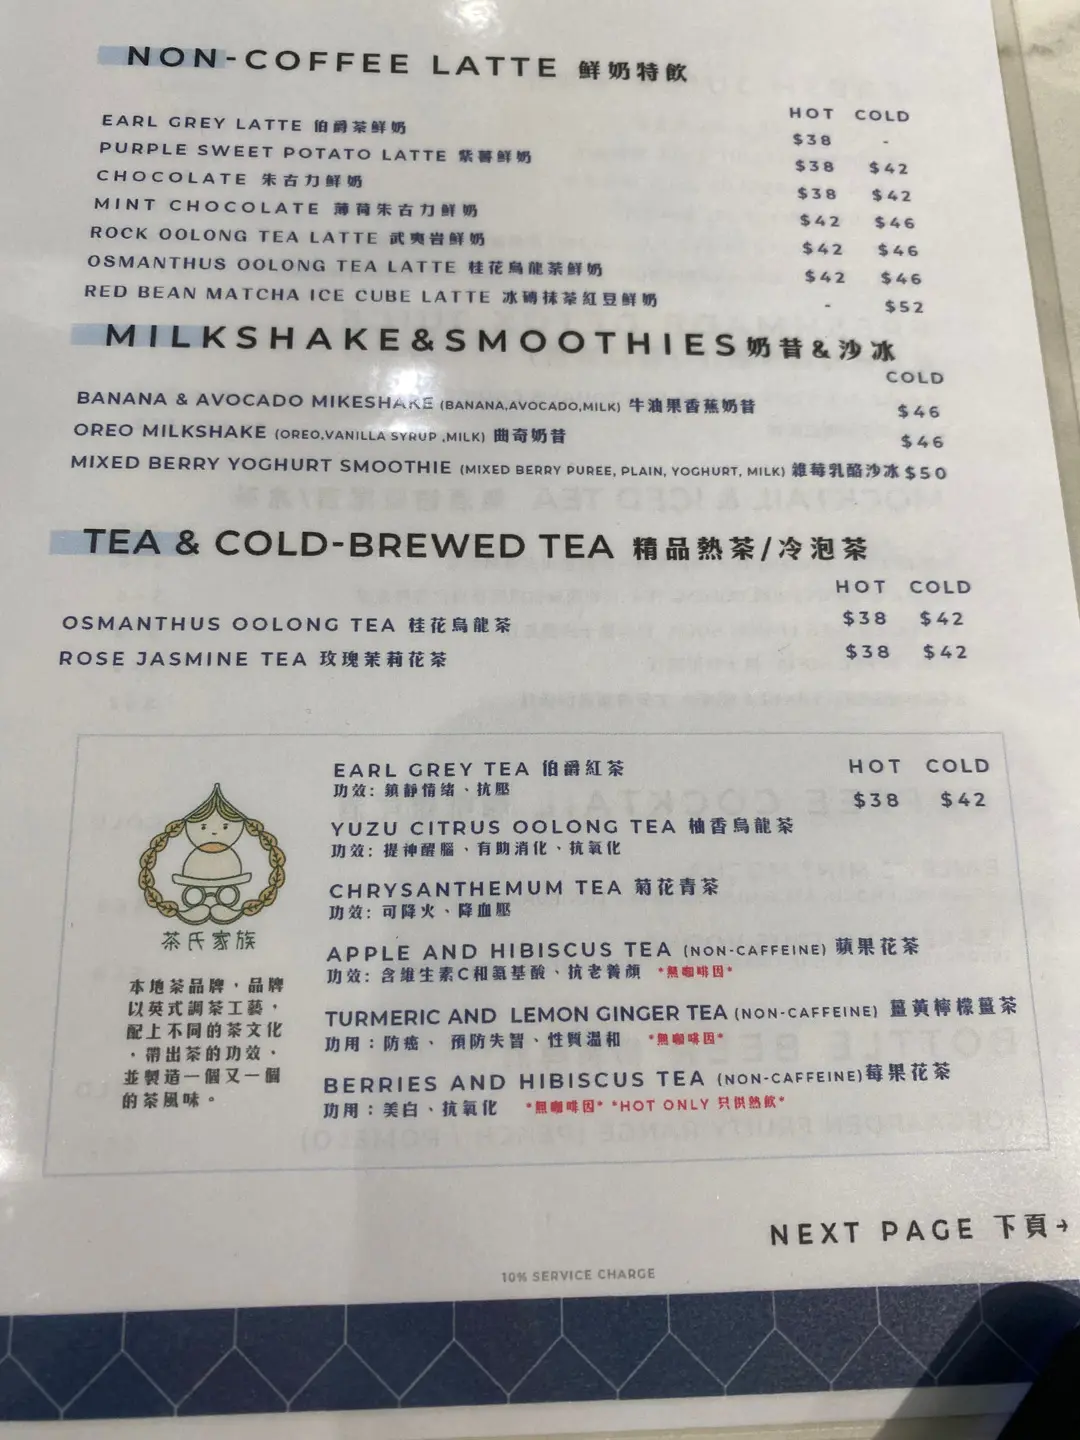 NON-COFFEE LATTE 鮮奶特飲
HOT COLD
EARL GREY LATTE 伯爵茶鮮奶 $38 -
PURPLE SWEET POTATO LATTE 紫薯鮮奶 $38 $42
CHOCOLATE 朱古力鮮奶 $38 $42
MINT CHOCOLATE 薄荷朱古力鮮奶 $42 $46
ROCK OOLONG TEA LATTE 武夷岩鮮奶 $42 $46
OSMANTHUS OOLONG TEA LATTE 桂花烏龍茶鮮奶 $42 $46
RED BEAN MATCHA ICE CUBE LATTE 冰磚抹茶紅豆鮮奶 - $52
MILKSHAKE&SMOOTHIES 奶昔&沙冰
COLD
BANANA & AVOCADO MIKESHAKE (BANANA,AVOCADO,MILK) 牛油果香蕉奶昔 $46
OREO MILKSHAKE (OREO,VANILLA SYRUP ,MILK) 曲奇奶昔 $46
MIXED BERRY YOGHURT SMOOTHIE (MIXED BERRY PUREE, PLAIN, YOGHURT, MILK) 雜莓乳酪沙冰 $50
TEA & COLD-BREWED TEA 精品熱茶/冷泡茶
HOT COLD
OSMANTHUS OOLONG TEA 桂花烏龍茶 $38 $42
ROSE JASMINE TEA 玫瑰茉莉花茶 $38 $42
茶氏家族
本地茶品牌，品牌
以英式調茶工藝，
配上不同的茶文化
，帶出茶的功效，
並製造一個又一個
的茶風味。
HOT COLD
$38 $42
EARL GREY TEA 伯爵紅茶
功效: 鎮靜情緒、抗壓
YUZU CITRUS OOLONG TEA 柚香烏龍茶
功效: 提神醒腦、有助消化、抗氧化
CHRYSANTHEMUM TEA 菊花青茶
功效: 可降火、降血壓
APPLE AND HIBISCUS TEA (NON-CAFFEINE) 蘋果花茶
功效: 含維生素C和氨基酸、抗老養顏 *無咖啡因*
TURMERIC AND LEMON GINGER TEA (NON-CAFFEINE) 薑黃檸檬薑茶
功用：防癌、 預防失智、性質溫和 *無咖啡因*
BERRIES AND HIBISCUS TEA (NON-CAFFEINE)莓果花茶
功用：美白、抗氧化 *無咖啡因* *HOT ONLY 只供熱飲*
NEXT PAGE 下頁→
10% SERVICE CHARGE